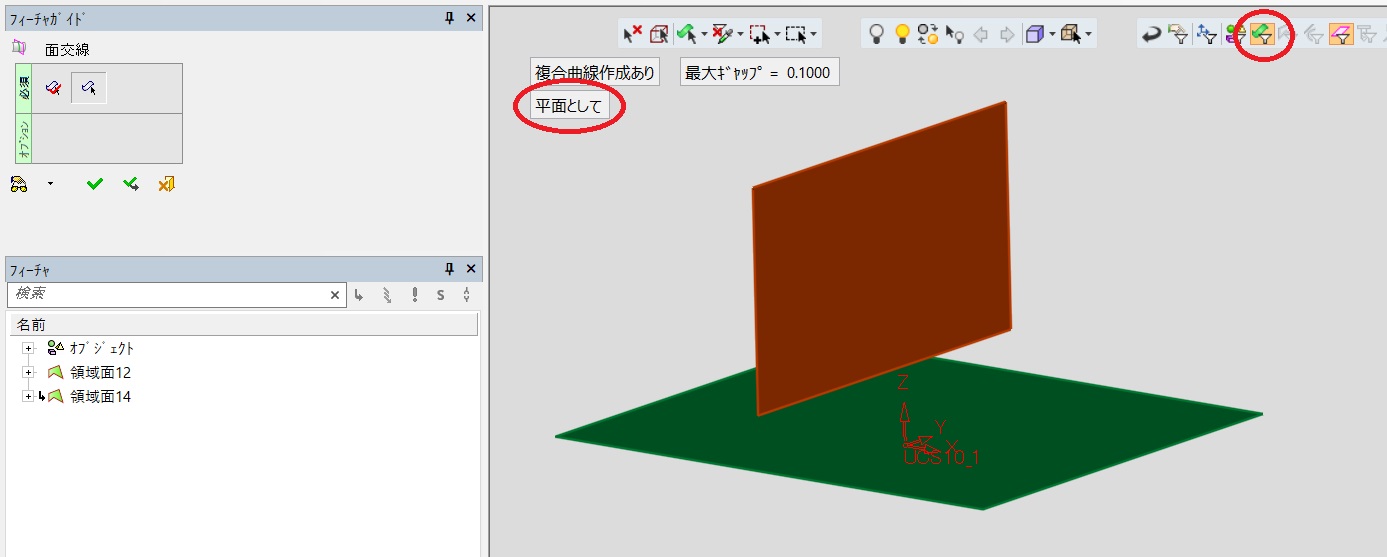 ﾌｨｰﾁｬｶﾞｲﾄﾞ
面交線
必須
ｵﾌﾟｼｮﾝ
複合曲線作成あり 最大ｷﾞｬｯﾌﾟ = 0.1000
平面として
ﾌｨｰﾁｬ
検索
S
名前
ｵﾌﾞｼﾞｪｸﾄ
領域面12
領域面14
Z
Y
X
UCS10_1